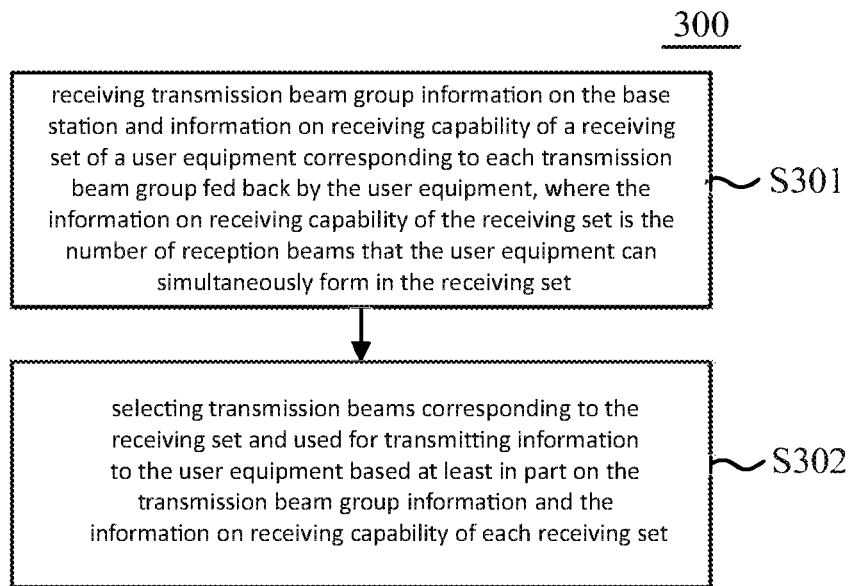 300
receiving transmission beam group information on the base
station and information on receiving capability of a receiving
set of a user equipment corresponding to each transmission
beam group fed back by the user equipment, where the
information on receiving capability of the receiving set is the
number of reception beams that the user equipment can
simultaneously form in the receiving set
S301
selecting transmission beams corresponding to the
receiving set and used for transmitting information
to the user equipment based at least in part on the
transmission beam group information and the
information on receiving capability of each receiving set
S302